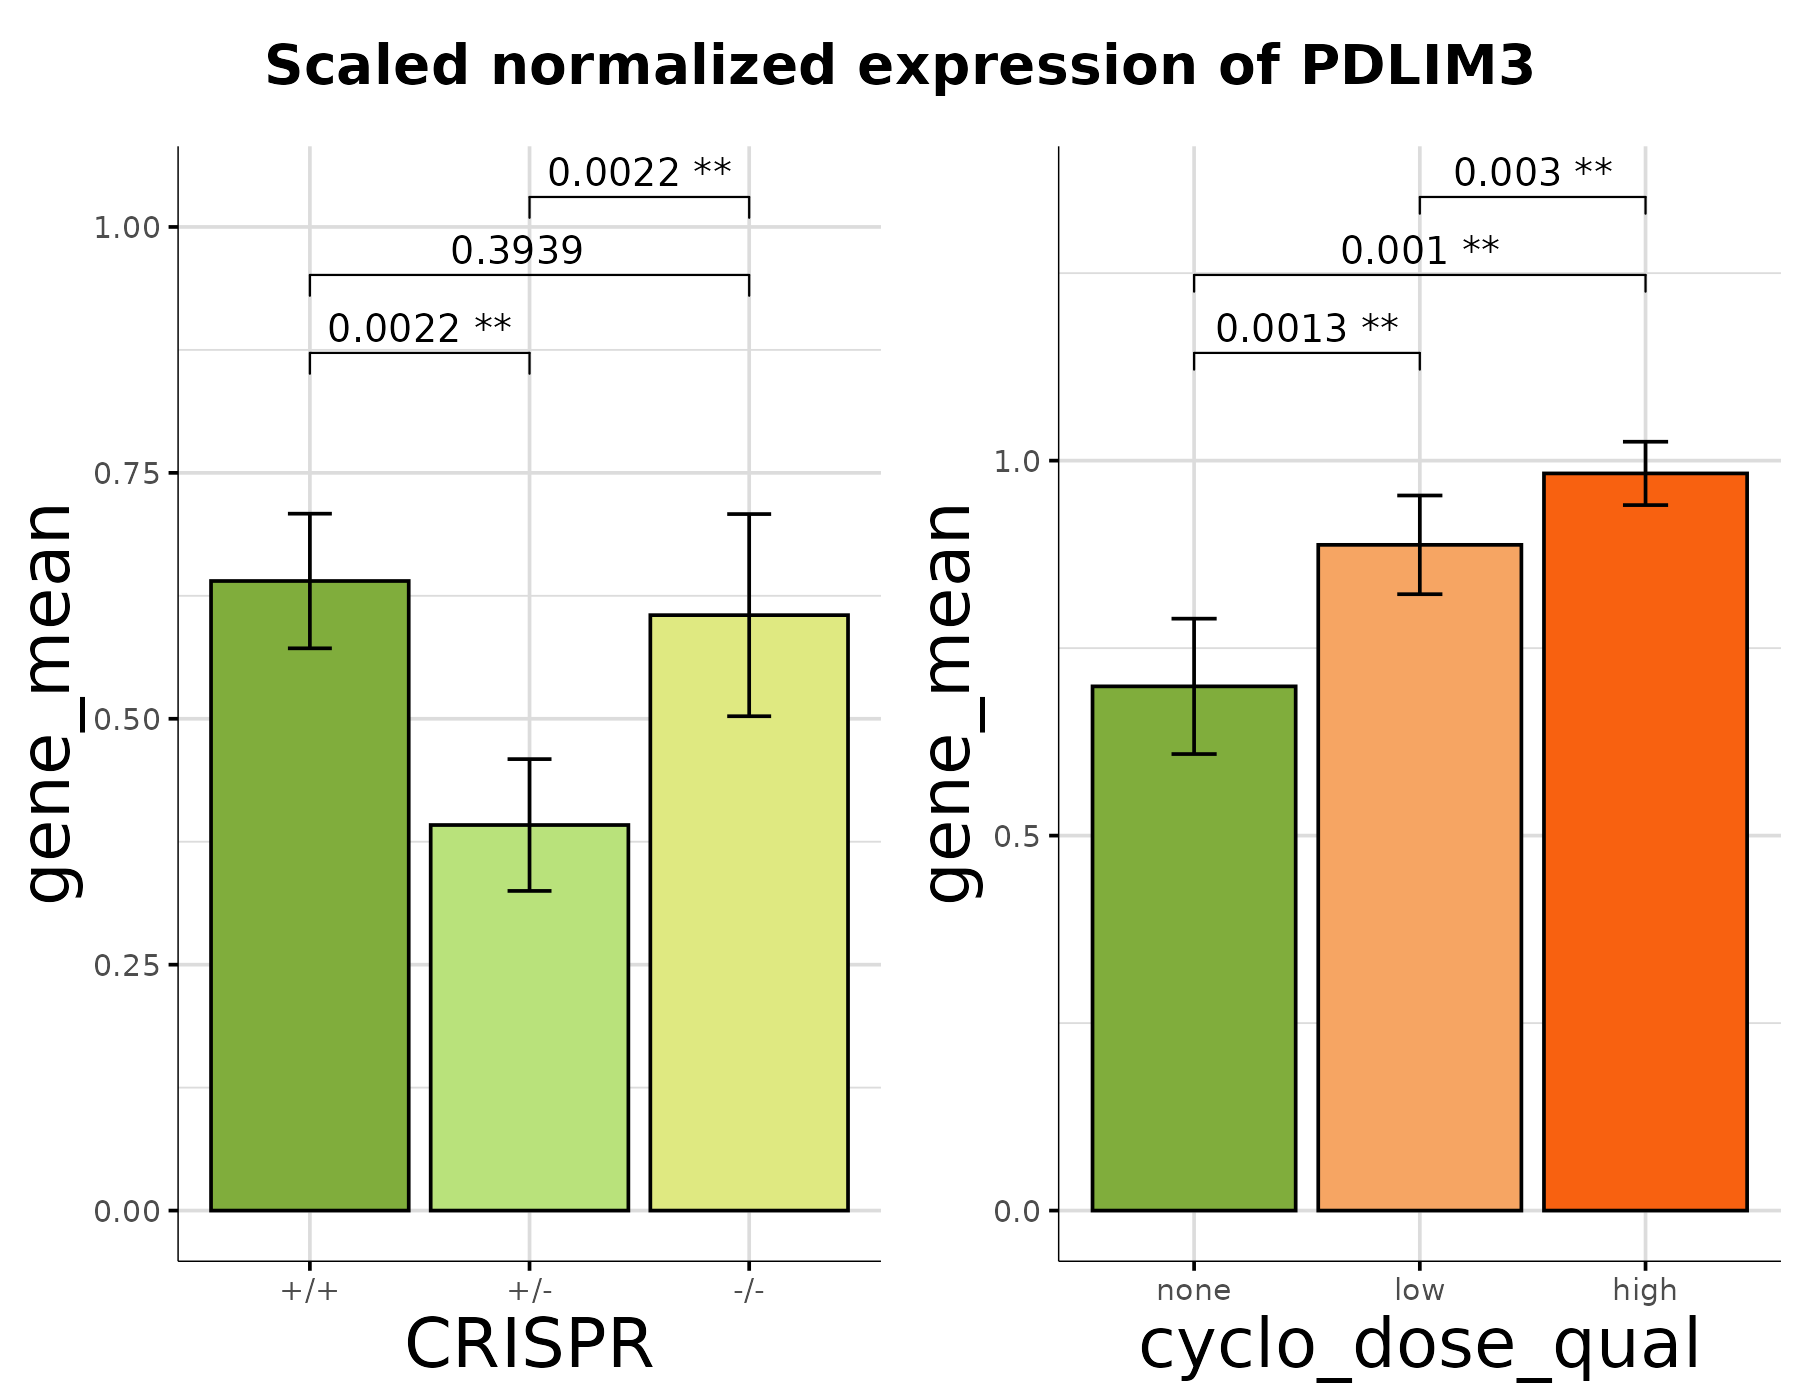 Scaled normalized expression of PDLIM3
gene_mean
1.00
0.75
0.50
0.25
0.00
0.0022 **
0.3939
0.0022 **
+/+
+/-
-/-
CRISPR
gene_mean
1.0
0.5
0.0
0.003 **
0.001 **
0.0013 **
none
low
high
cyclo_dose_qual